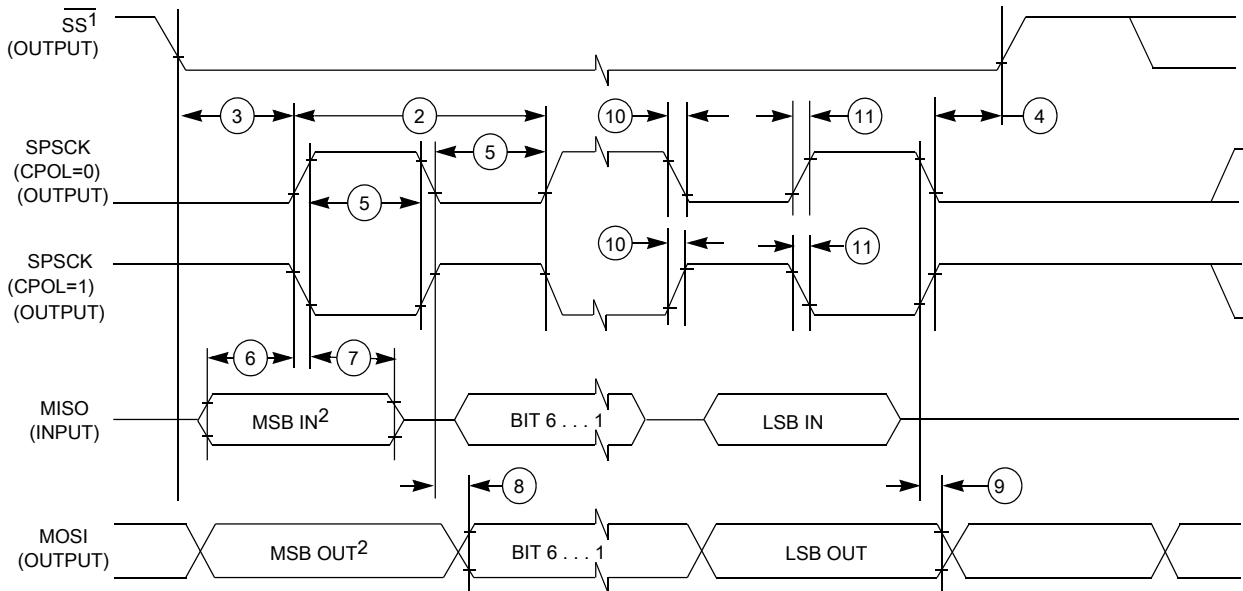 SS1
(OUTPUT)
3
2
10
11
4
SPSCK
(CPOL=0)
(OUTPUT)
5
5
SPSCK
(CPOL=1)
(OUTPUT)
10
11
6
7
MISO
(INPUT)
MSB IN2
BIT 6 . . . 1
LSB IN
8
9
MOSI
(OUTPUT)
MSB OUT2
BIT 6 . . . 1
LSB OUT